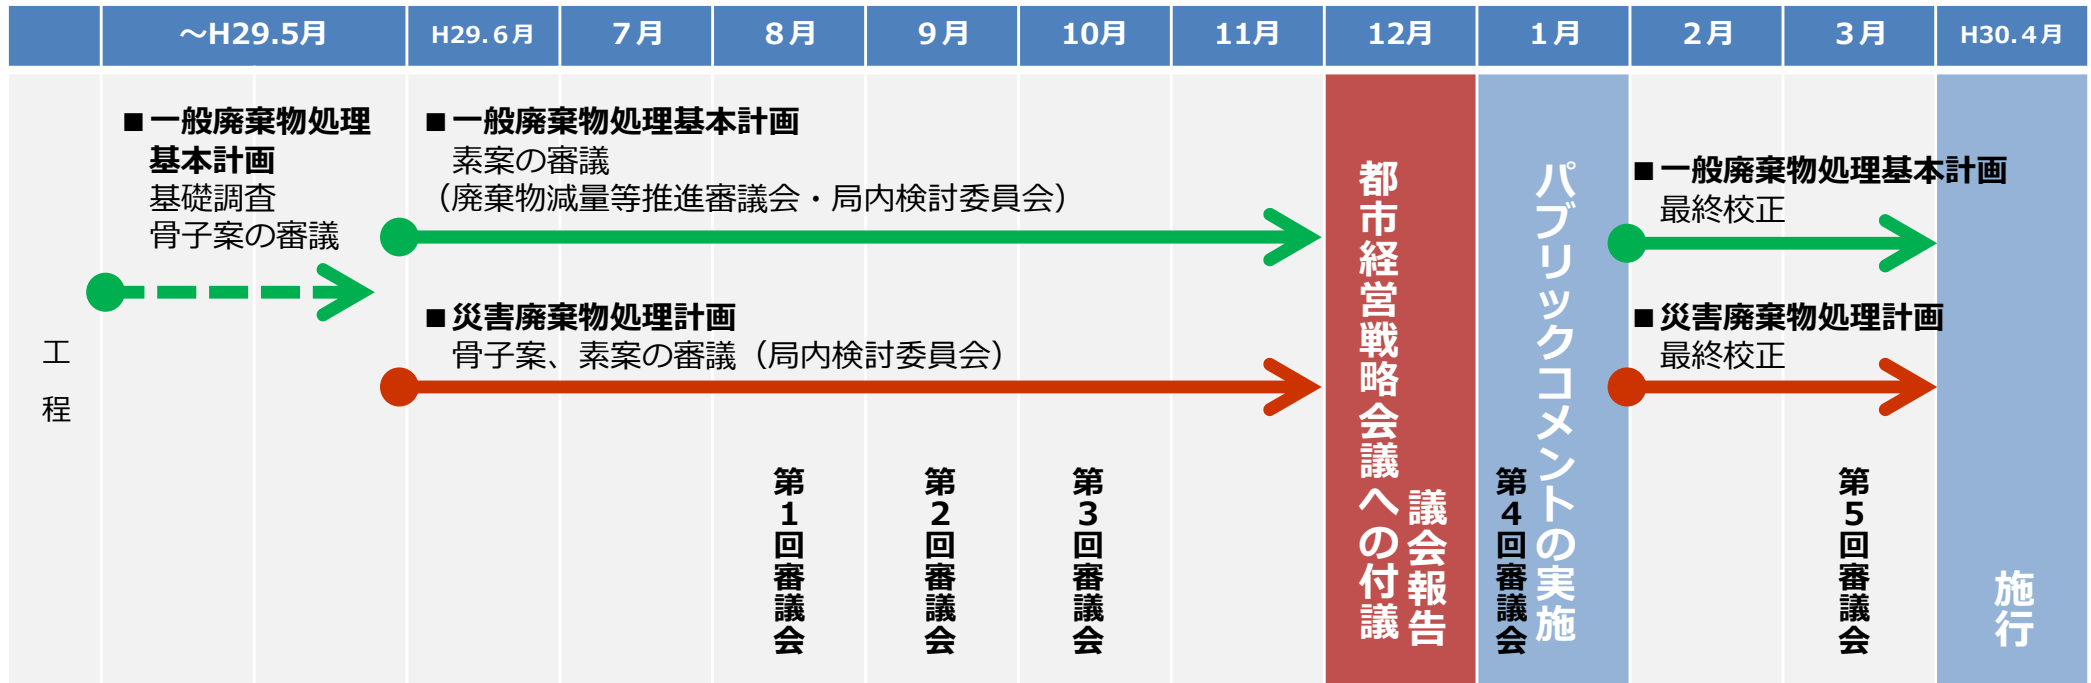 ～H29.5月
H29.６月
７月
８月
９月
10月
11月
12月
１月
２月
３月
H30.４月
工程
■一般廃棄物処理
基本計画
基礎調査
骨子案の審議
■一般廃棄物処理基本計画
素案の審議
（廃棄物減量等推進審議会・局内検討委員会）
■災害廃棄物処理計画
骨子案、素案の審議（局内検討委員会）
第１回審議会
第２回審議会
第３回審議会
都市経営戦略会議への付議
議会報告
パブリックコメントの実施
第４回審議会
■一般廃棄物処理基本計画
最終校正
■災害廃棄物処理計画
最終校正
第５回審議会
施行